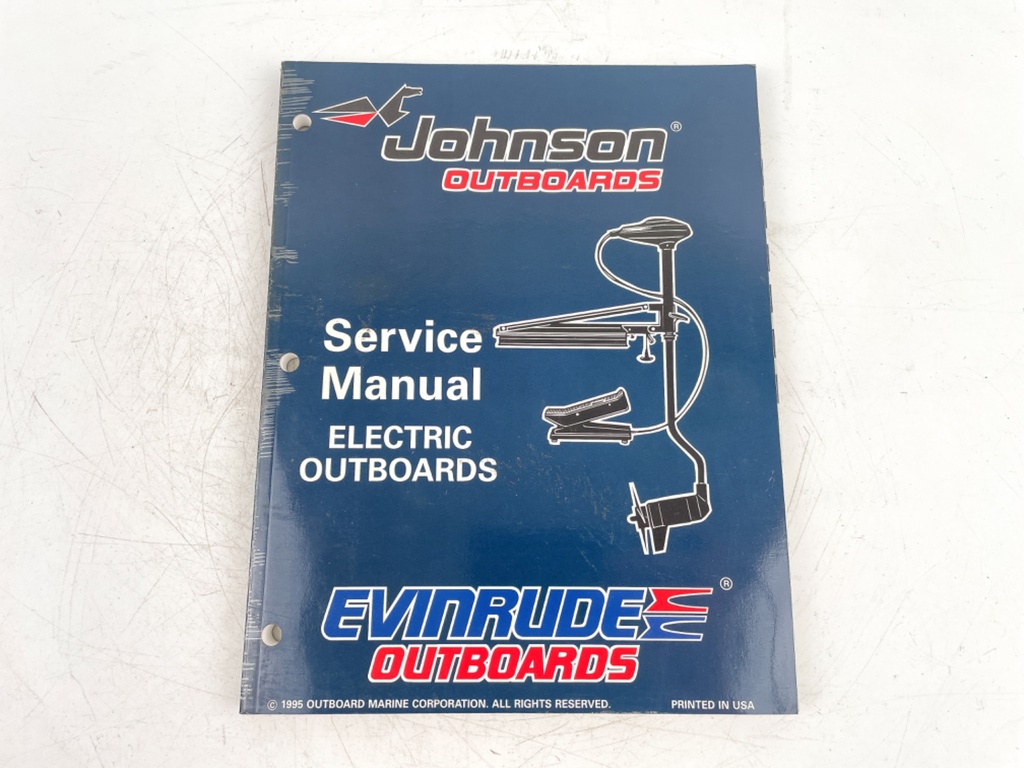 Johnson®
OUTBOARDS
Service
Manual
ELECTRIC
OUTBOARDS
EVINRUDE®
OUTBOARDS
© 1995 OUTBOARD MARINE CORPORATION. ALL RIGHTS RESERVED. PRINTED IN USA